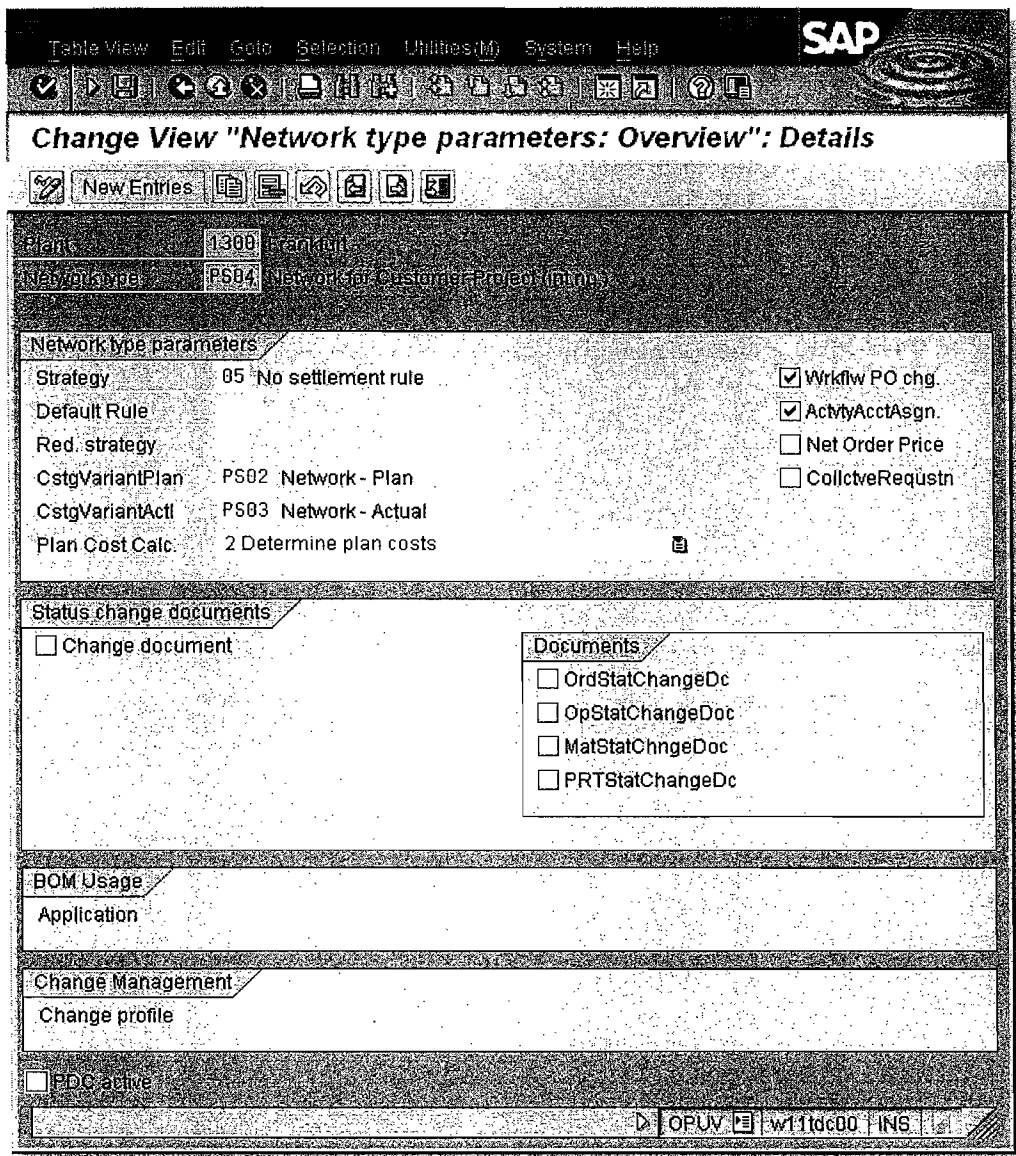 SAP
Table View Edit Goto Selection Utilities(M) System Help
Change View "Network type parameters: Overview": Details
New Entries
Plant 1300 Frankfurt
Network type PS04 Network for Customer Project (int.no.)
Network type parameters
Strategy 05 No settlement rule Wrkflw PO chg.
Default Rule ActvtyAcctAsgn.
Red. strategy Net Order Price
CstgVariantPlan PS02 Network - Plan CollctveRequstn
CstgVariantActl PS03 Network - Actual
Plan Cost Calc. 2 Determine plan costs
Status change documents
Change document
Documents
OrdStatChangeDc
OpStatChangeDoc
MatStatChngeDoc
PRTStatChangeDc
BOM Usage
Application
Change Management
Change profile
PDC active
OPUV w11tdc00 INS